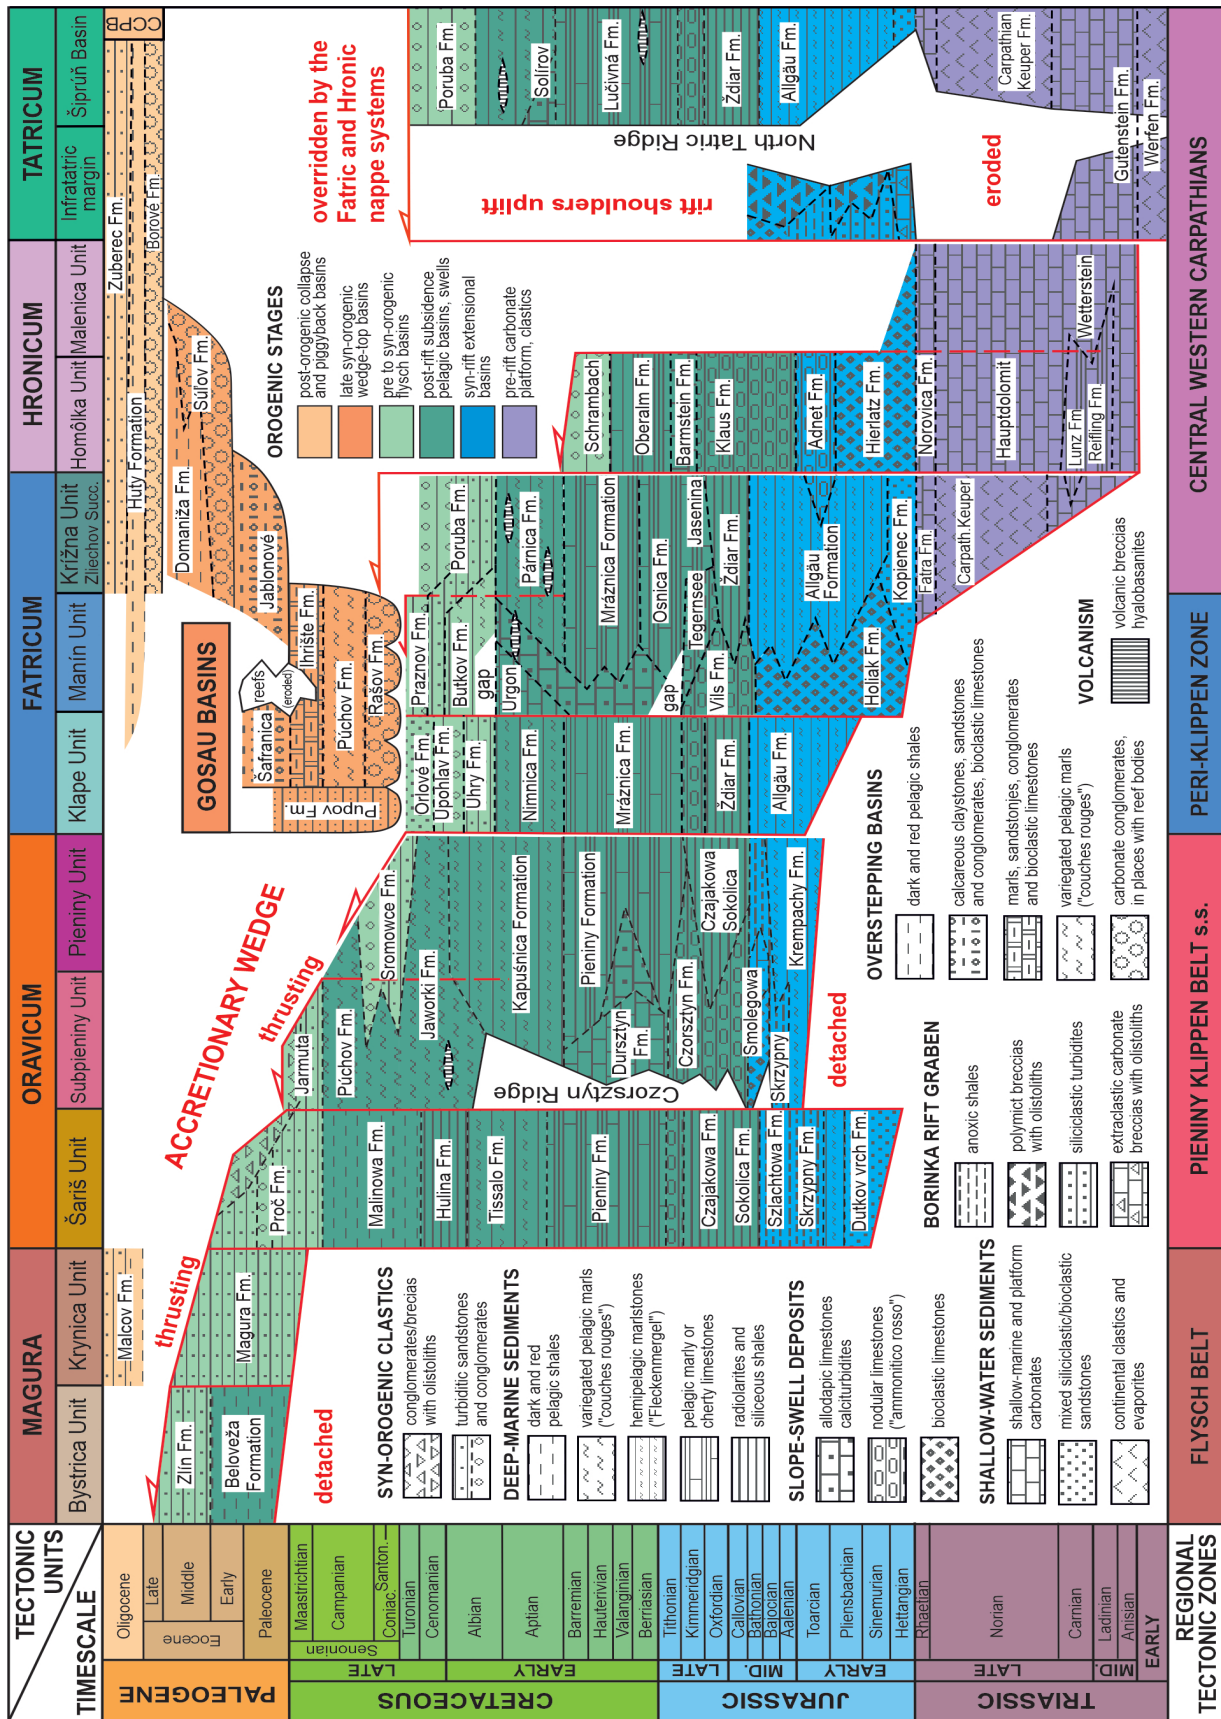 TECTONIC
UNITS
TIMESCALE
MAGURA
ORAVICUM
FATRICUM
HRONICUM
TATRICUM
Bystrica Unit
Krynica Unit
Šariš Unit
Subpieniny Unit
Pieniny Unit
Klape Unit
Manín Unit
Krížna Unit
Zliechov Succ.
Homôlka Unit
Malenica Unit
Infratatric
margin
Šiprúň Basin
PALEOGENE
Eocene
Oligocene
Late
Middle
Early
Paleocene
CRETACEOUS
LATE
EARLY
Senonian
Maastrichtian
Campanian
Coniac.
Santon.
Turonian
Cenomanian
Albian
Aptian
Barremian
Hauterivian
Valanginian
Berriasian
JURASSIC
LATE
MID.
EARLY
Tithonian
Kimmeridgian
Oxfordian
Callovian
Bathonian
Bajocian
Aalenian
Toarcian
Pliensbachian
Sinemurian
Hettangian
TRIASSIC
LATE
MID.
EARLY
Rhaetian
Norian
Carnian
Ladinian
Anisian
REGIONAL
TECTONIC ZONES
FLYSCH BELT
PIENINY KLIPPEN BELT s.s.
PERI-KLIPPEN ZONE
CENTRAL WESTERN CARPATHIANS
Zlín Fm.
Beloveža
Formation
detached
Malcov Fm.
thrusting
Magura Fm.
ACCRETIONARY WEDGE
thrusting
Proč Fm.
Malinowa Fm.
Hulina Fm.
Tissalo Fm.
Pieniny Fm.
Czajakowa Fm.
Sokolica Fm.
Szlachtowa Fm.
Skrzypny Fm.
Dutkov vrch Fm.
Jarmuta
Púchov Fm.
Sromowce Fm.
Jaworki Fm.
Kapuśnica Fm.
Pieniny Formation
Dursztyn
Fm.
Czorsztyn Ridge
Czorsztyn Fm.
Czajakowa
Sokolica
Smolegowa
Skrzypny
Krempachy Fm.
detached
GOSAU BASINS
Pupov Fm.
Šafranica
reefs
(eroded)
Ihrište Fm.
Púchov Fm.
Rašov Fm.
Jablonové
Domaniža Fm.
Súľov Fm.
Huty Formation
Zuberec Fm.
Borové Fm.
CCPB
Orlové Fm.
Upohlav Fm.
Uhry Fm.
Nimnica Fm.
Mráznica Fm.
Ždiar Fm.
Allgäu Fm.
Praznov Fm.
Butkov Fm.
gap
Urgon
gap
Vils Fm.
Holiak Fm.
Poruba Fm.
Párnica Fm.
Mráznica Formation
Osnica Fm.
Jasenina
Tegernsee
Ždiar Fm.
Allgäu
Formation
Kopienec Fm.
Fatra Fm.
Carpath.Keuper
Schrambach
Oberalm Fm.
Barmstein Fm.
Klaus Fm.
Adnet Fm.
Hierlatz Fm.
Norovica Fm.
Hauptdolomit
Lunz Fm.
Reifling Fm.
Wetterstein
overridden by the
Fatric and Hronic
nappe systems
rift shoulders uplift
North Tatric Ridge
eroded
Poruba Fm.
Solírov
Lučivná Fm.
Ždiar Fm.
Allgäu Fm.
Carpathian
Keuper Fm.
Gutenstein Fm.
Werfen Fm.
OROGENIC STAGES
post-orogenic collapse
and piggyback basins
late syn-orogenic
wedge-top basins
pre to syn-orogenic
flysch basins
post-rift subsidence
pelagic basins, swells
syn-rift extensional
basins
pre-rift carbonate
platform, clastics
SYN-OROGENIC CLASTICS
conglomerates/brecias
with olistoliths
turbiditic sandstones
and conglomerates
DEEP-MARINE SEDIMENTS
dark and red
pelagic shales
variegated pelagic marls
("couches rouges")
hemipelagic marlstones
("Fleckenmergel")
pelagic marly or
cherty limestones
radiolarites and
siliceous shales
SLOPE-SWELL DEPOSITS
allodapic limestones
calciturbidites
nodular limestones
("ammonitico rosso")
bioclastic limestones
SHALLOW-WATER SEDIMENTS
shallow-marine and platform
carbonates
mixed siliciclastic/bioclastic
sandstones
continental clastics and
evaporites
BORINKA RIFT GRABEN
anoxic shales
polymict breccias
with olistoliths
siliciclastic turbidites
extraclastic carbonate
breccias with olistoliths
OVERSTEPPING BASINS
dark and red pelagic shales
calcareous claystones, sandstones
and conglomerates, bioclastic limestones
marls, sandstonjes, conglomerates
and bioclastic limestones
variegated pelagic marls
("couches rouges")
carbonate conglomerates,
in places with reef bodies
VOLCANISM
volcanic breccias
hyalobasanites